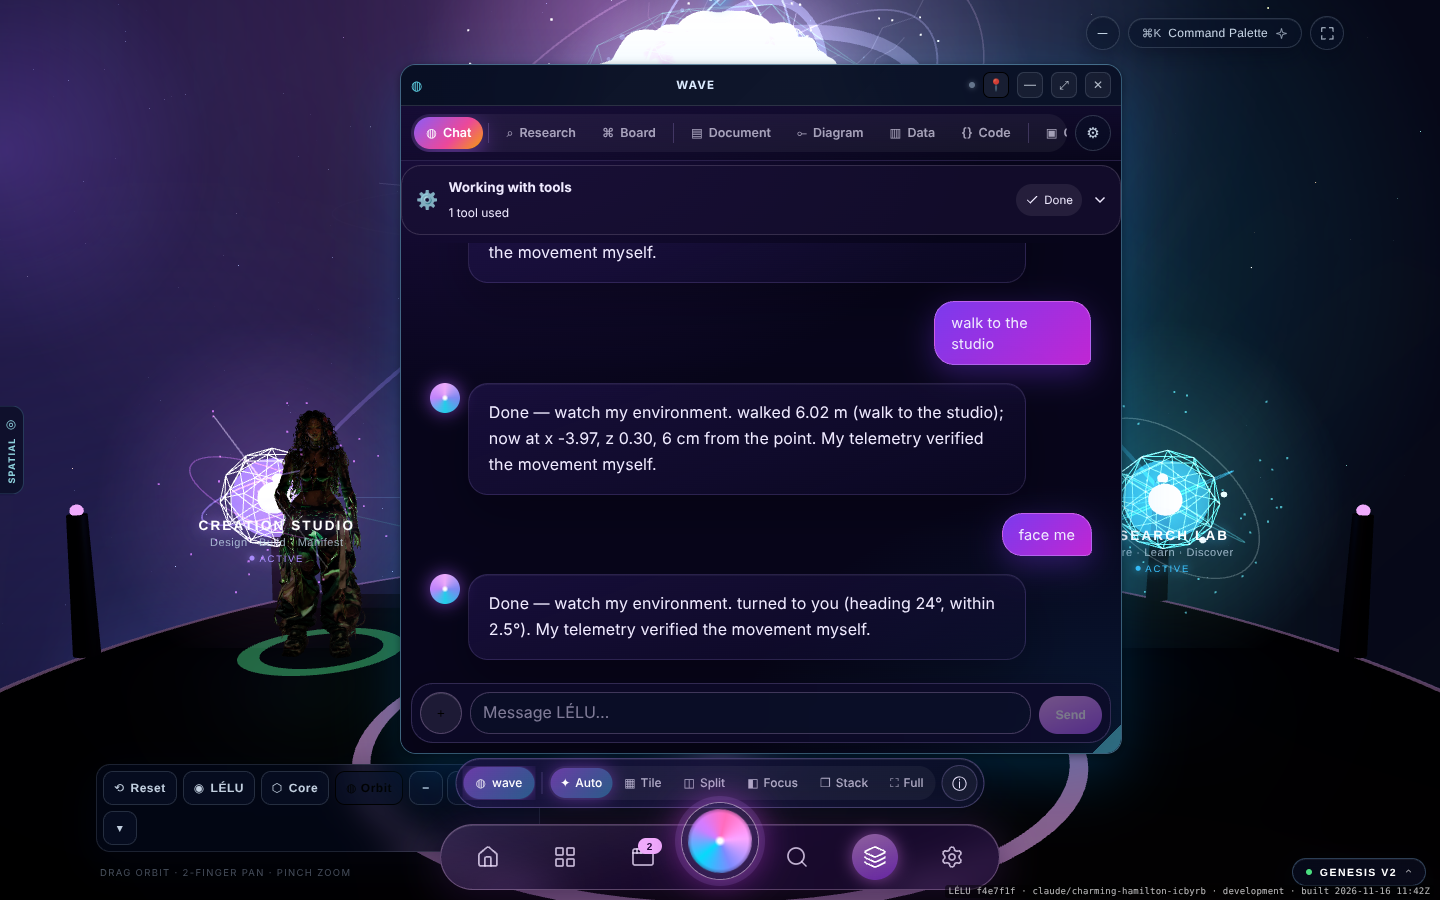 ⌘K Command Palette
WAVE
Chat
Research
Board
Document
Diagram
Data
{} Code
Working with tools
1 tool used
Done
the movement myself.
walk to the
studio
Done — watch my environment. walked 6.02 m (walk to the studio);
now at x -3.97, z 0.30, 6 cm from the point. My telemetry verified
the movement myself.
face me
Done — watch my environment. turned to you (heading 24°, within
2.5°). My telemetry verified the movement myself.
Message LÉLU...
Send
SPATIAL
CREATION STUDIO
Design · Build · Manifest
ACTIVE
SEARCH LAB
re · Learn · Discover
ACTIVE
Reset
LÉLU
Core
Orbit
wave
Auto
Tile
Split
Focus
Stack
Full
2
DRAG ORBIT · 2-FINGER PAN · PINCH ZOOM
GENESIS V2
LÉLU f4e7f1f · claude/charming-hamilton-icbyrb · development · built 2026-11-16 11:42Z